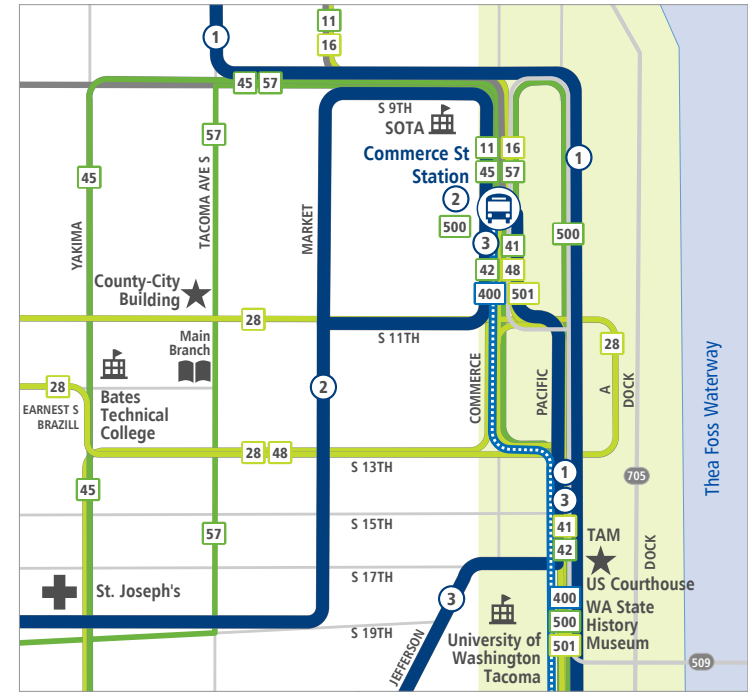 11
16
1
45 57
S 9TH
SOTA
57
11 16
Commerce St
Station
45 57
1
45
2
500
3
41
500
YAKIMA
TACOMA AVE S
MARKET
42 48
400 501
County-City
Building
28
S 11TH
Main
Branch
28
28
EARNEST S
BRAZILL
Bates
Technical
College
2
COMMERCE
PACIFIC
A
DOCK
Thea Foss Waterway
28 48
S 13TH
1
705
45
3
S 15TH
41
57
42
TAM
DOCK
S 17TH
US Courthouse
St. Joseph's
3
400
WA State
History
Museum
500
S 19TH
501
JEFFERSON
University of
Washington
Tacoma
509